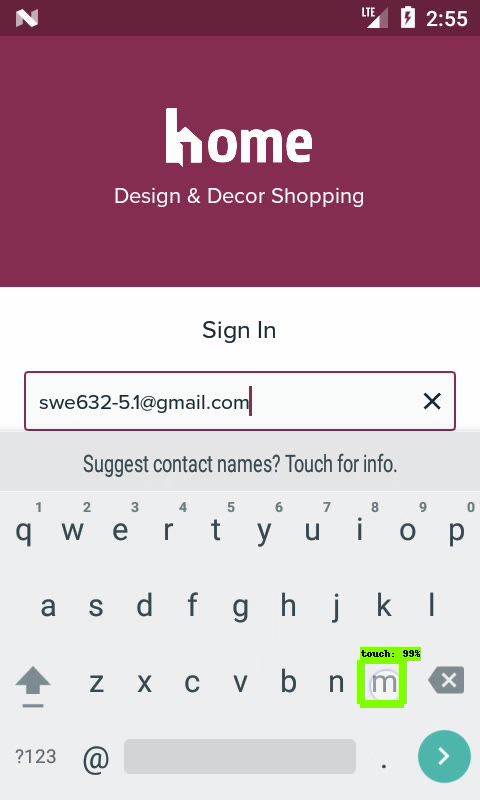 LTE 2:55
home
Design & Decor Shopping
Sign In
swe632-5.1@gmail.com
Suggest contact names? Touch for info.
1 2 3 4 5 6 7 8 9 0
q w e r t y u i o p
a s d f g h j k l
touch: 99%
z x c v b n m
?123 @ .